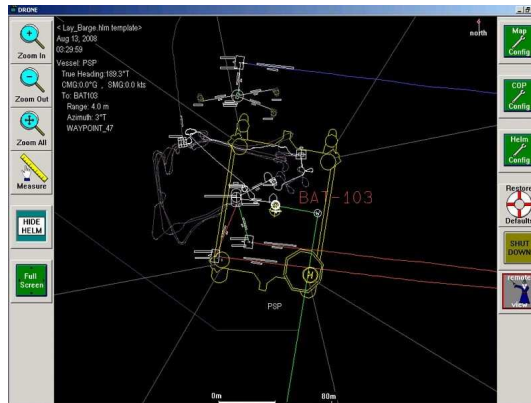 DRONE
< Lay_Barge.hlm template>
Aug 13, 2008
03:29:59
Vessel: PSP
True Heading:189.3°T
CMG:0.0°G , SMG:0.0 kts
To: BAT103
Range: 4.0 m
Azimuth: 3°T
WAYPOINT_47
north
Zoom In
Zoom Out
Zoom All
Measure
HIDE
HELM
Full
Screen
Map
Config
COP
Config
Helm
Config
Restore
Defaults
SHUT
DOWN
remote
view
BAT-103
H
PSP
0m
80m